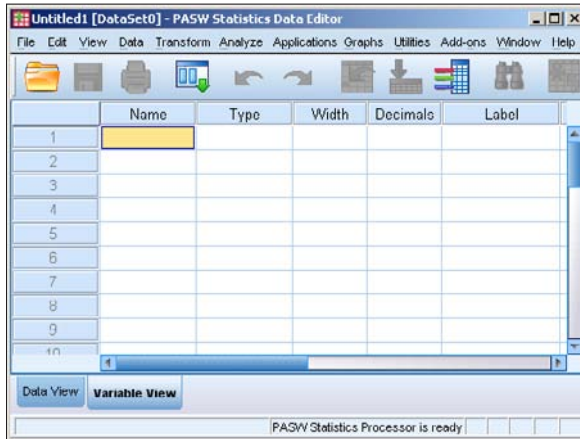 Untitled1 [DataSet0] - PASW Statistics Data Editor
File Edit View Data Transform Analyze Applications Graphs Utilities Add-ons Window Help
Name Type Width Decimals Label
1
2
3
4
5
6
7
8
9
10
Data View Variable View
PASW Statistics Processor is ready